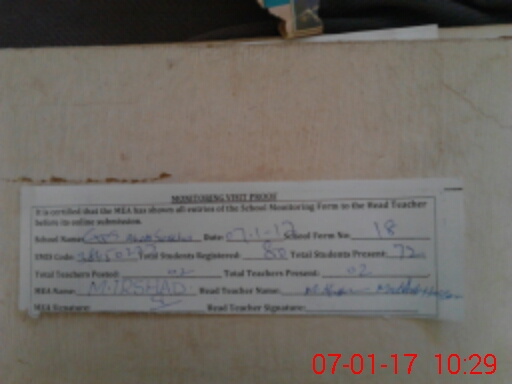 MONITORING VISIT PROOF
It is certified that the MEA has shown all entries of the School Monitoring Form to the Head Teacher
before its online submission
School Name: GPS Date: 07.1.17 School Form No: 18
EMIS Code: Total Students Registered: 80 Total Students Present: 72
Total Teachers Posted: 02 Total Teachers Present: 02
MEA Name: M.IRSHAD Head Teacher Name:
MEA Signature: Head Teacher Signature:
07-01-17 10:29